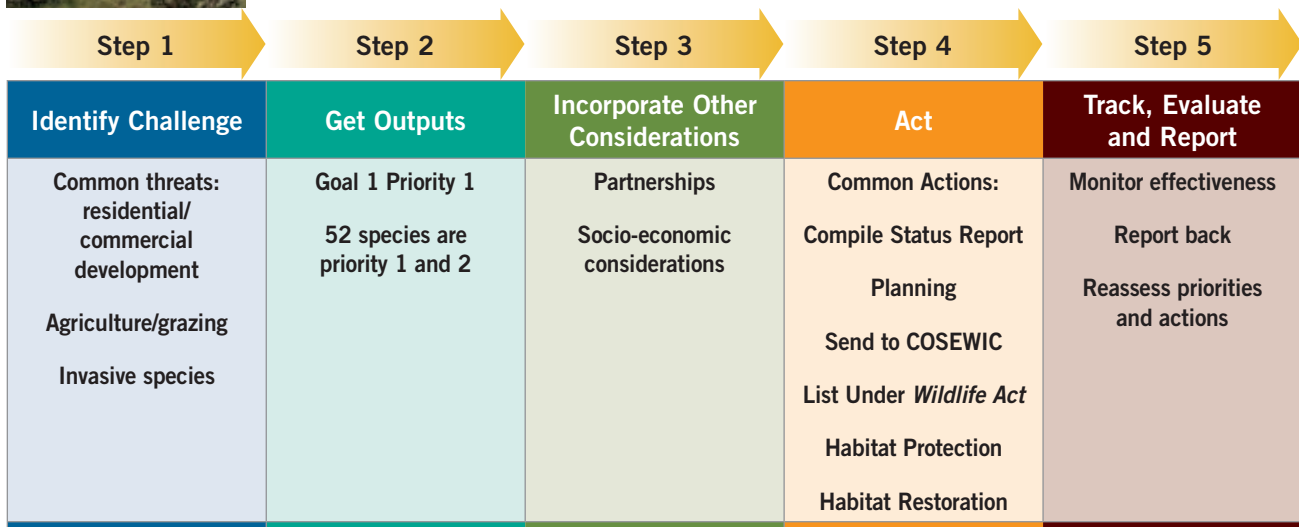 Step 1
Step 2
Step 3
Step 4
Step 5
Identify Challenge
Get Outputs
Incorporate Other
Considerations
Act
Track, Evaluate
and Report
Common threats:
residential/
commercial
development
Agriculture/grazing
Invasive species
Goal 1 Priority 1
52 species are
priority 1 and 2
Partnerships
Socio-economic
considerations
Common Actions:
Compile Status Report
Planning
Send to COSEWIC
List Under Wildlife Act
Habitat Protection
Habitat Restoration
Monitor effectiveness
Report back
Reassess priorities
and actions